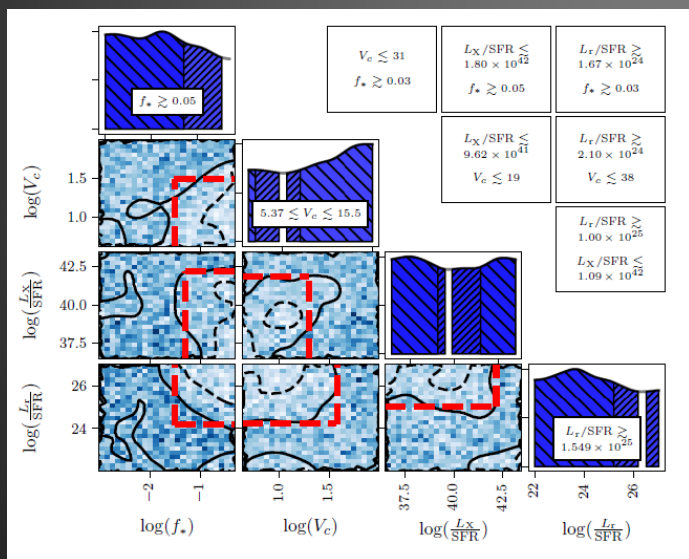 V_c ≲ 31
f_* ≳ 0.03
L_X/SFR ≲
1.80 × 10^42
f_* ≳ 0.05
L_r/SFR ≳
1.67 × 10^24
f_* ≳ 0.03
f_* ≳ 0.05
L_X/SFR ≲
9.62 × 10^41
V_c ≲ 19
L_r/SFR ≳
2.10 × 10^24
V_c ≲ 38
log(V_c)
1.5
1.0
5.37 ≤ V_c ≤ 15.5
L_r/SFR ≳
1.00 × 10^25
L_X/SFR ≲
1.09 × 10^42
log(L_X/SFR)
42.5
40.0
37.5
log(L_r/SFR)
26
24
L_r/SFR ≳
1.549 × 10^25
−2
−1
1.0
1.5
37.5
40.0
42.5
22
24
26
log(f_*)
log(V_c)
log(L_X/SFR)
log(L_r/SFR)